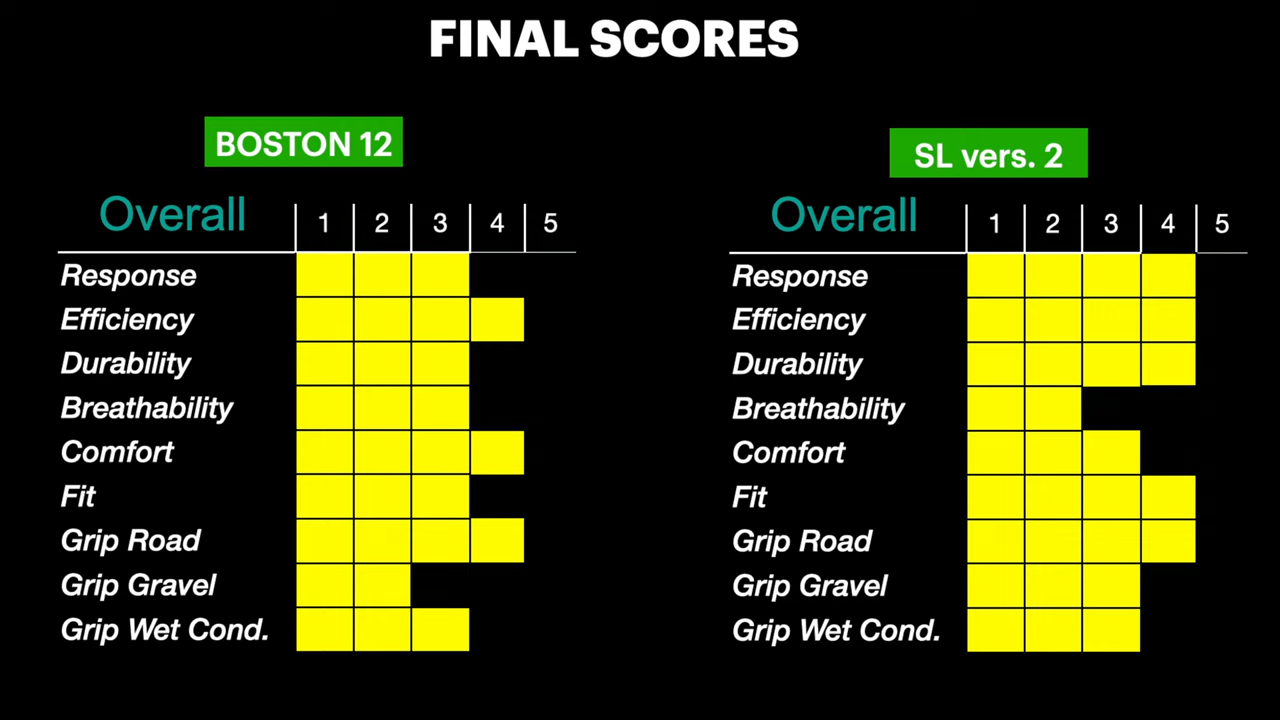 FINAL SCORES
BOSTON 12
Overall 1 2 3 4 5
Response
Efficiency
Durability
Breathability
Comfort
Fit
Grip Road
Grip Gravel
Grip Wet Cond.
SL vers. 2
Overall 1 2 3 4 5
Response
Efficiency
Durability
Breathability
Comfort
Fit
Grip Road
Grip Gravel
Grip Wet Cond.